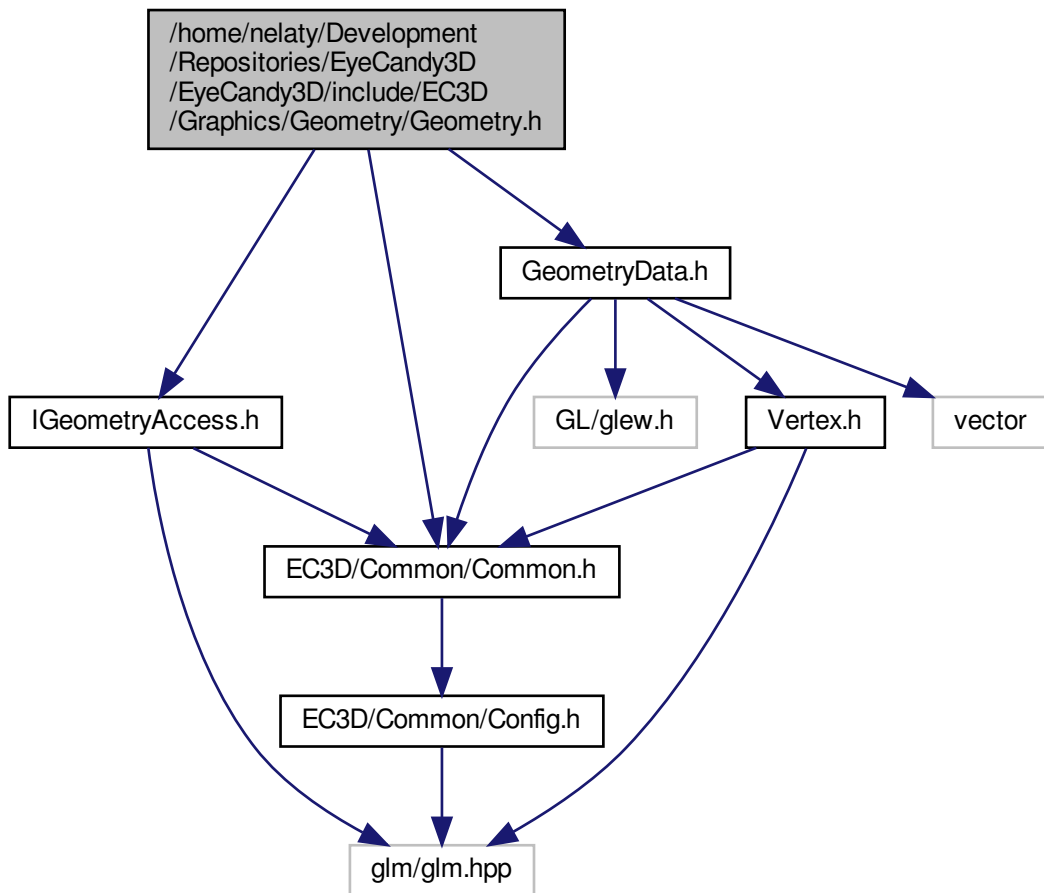 /home/nelaty/Development
/Repositories/EyeCandy3D
/EyeCandy3D/include/EC3D
/Graphics/Geometry/Geometry.h
GeometryData.h
IGeometryAccess.h
GL/glew.h
Vertex.h
vector
EC3D/Common/Common.h
EC3D/Common/Config.h
glm/glm.hpp